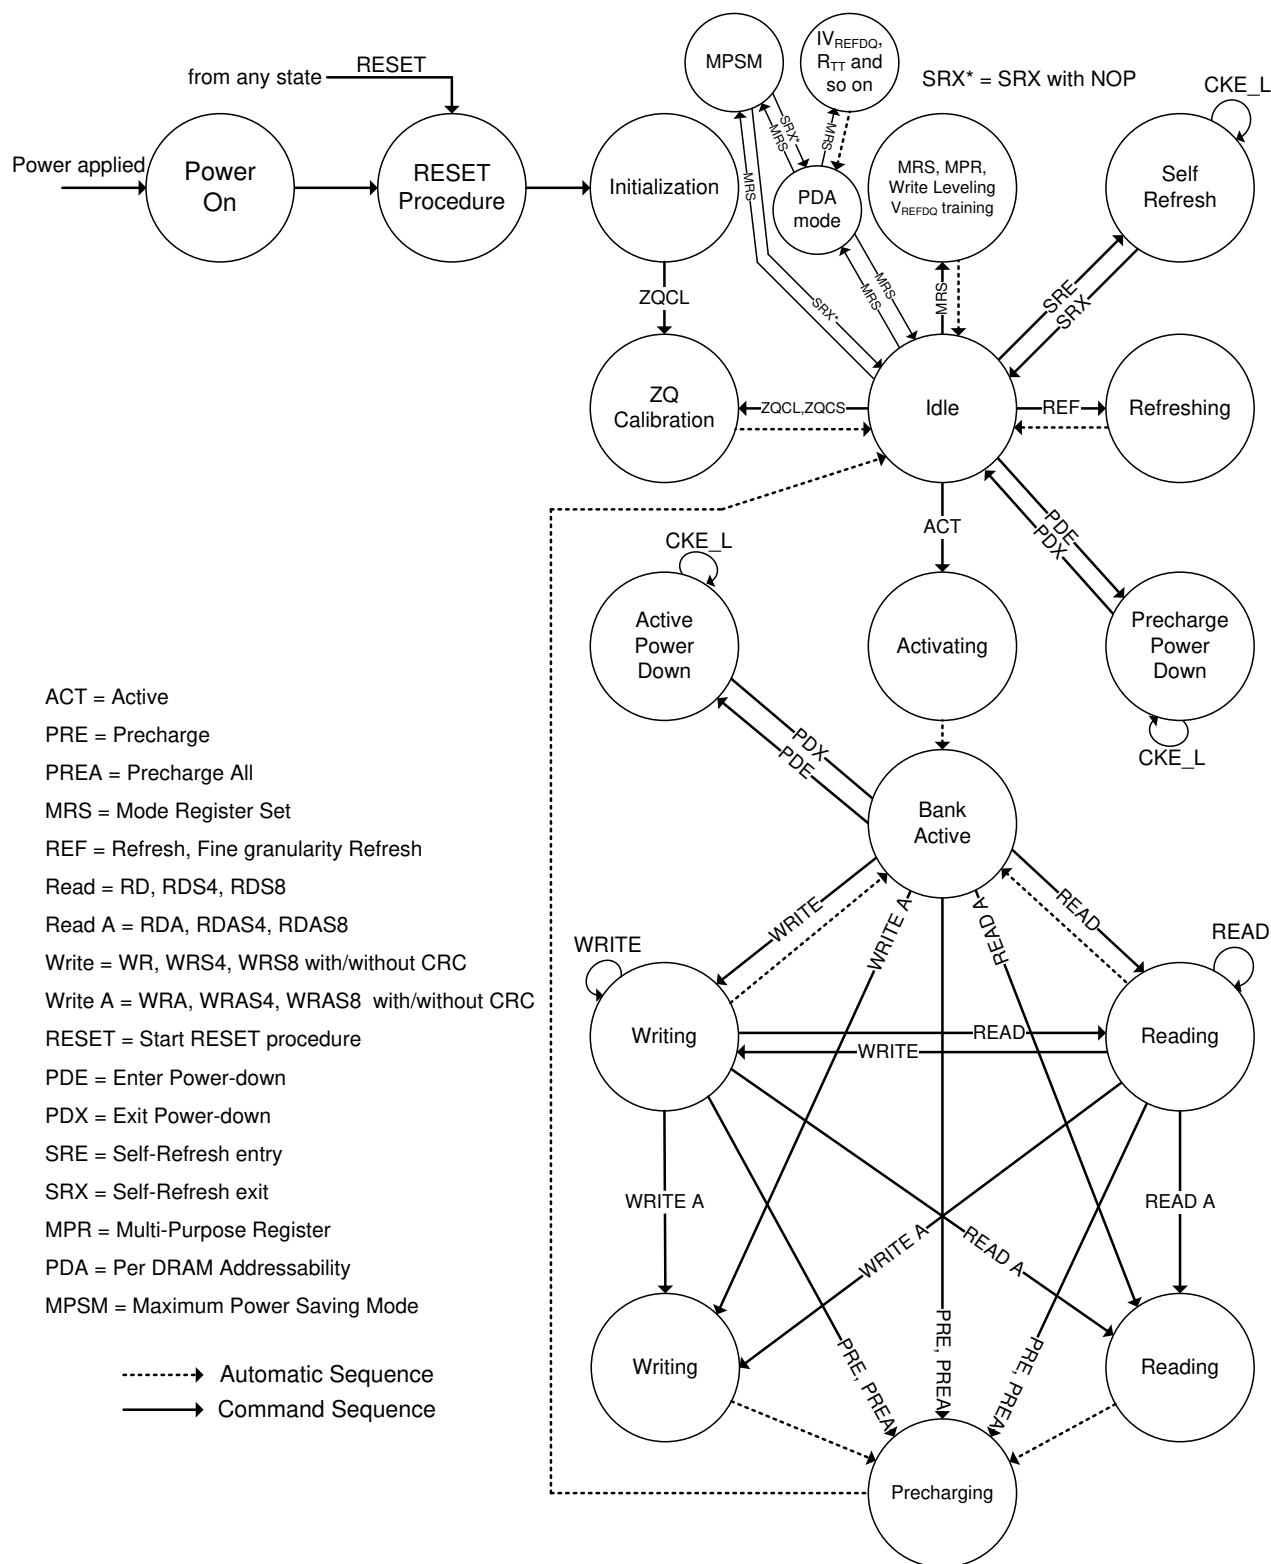 MPSM
IV_REFDQ,
R_TT and
so on
SRX* = SRX with NOP
CKE_L
from any state
RESET
Power applied
Power
On
RESET
Procedure
Initialization
SRX*
MRS
MRS
PDA
mode
MRS, MPR,
Write Leveling
V_REFDQ training
Self
Refresh
MRS
SRX*
MRS
MRS
MRS
SRE
SRX
ZQCL
ZQ
Calibration
ZQCL,ZQCS
Idle
REF
Refreshing
ACT
PDE
PDX
CKE_L
Active
Power
Down
Activating
Precharge
Power
Down
CKE_L
PDX
PDE
Bank
Active
ACT = Active
PRE = Precharge
PREA = Precharge All
MRS = Mode Register Set
REF = Refresh, Fine granularity Refresh
Read = RD, RDS4, RDS8
Read A = RDA, RDAS4, RDAS8
Write = WR, WRS4, WRS8 with/without CRC
Write A = WRA, WRAS4, WRAS8 with/without CRC
RESET = Start RESET procedure
PDE = Enter Power-down
PDX = Exit Power-down
SRE = Self-Refresh entry
SRX = Self-Refresh exit
MPR = Multi-Purpose Register
PDA = Per DRAM Addressability
MPSM = Maximum Power Saving Mode
Automatic Sequence
Command Sequence
WRITE
WRITE A
READ A
READ
WRITE
READ
Writing
READ
WRITE
Reading
WRITE A
READ A
WRITE A
READ A
Writing
PRE, PREA
PRE, PREA
PRE, PREA
Reading
Precharging